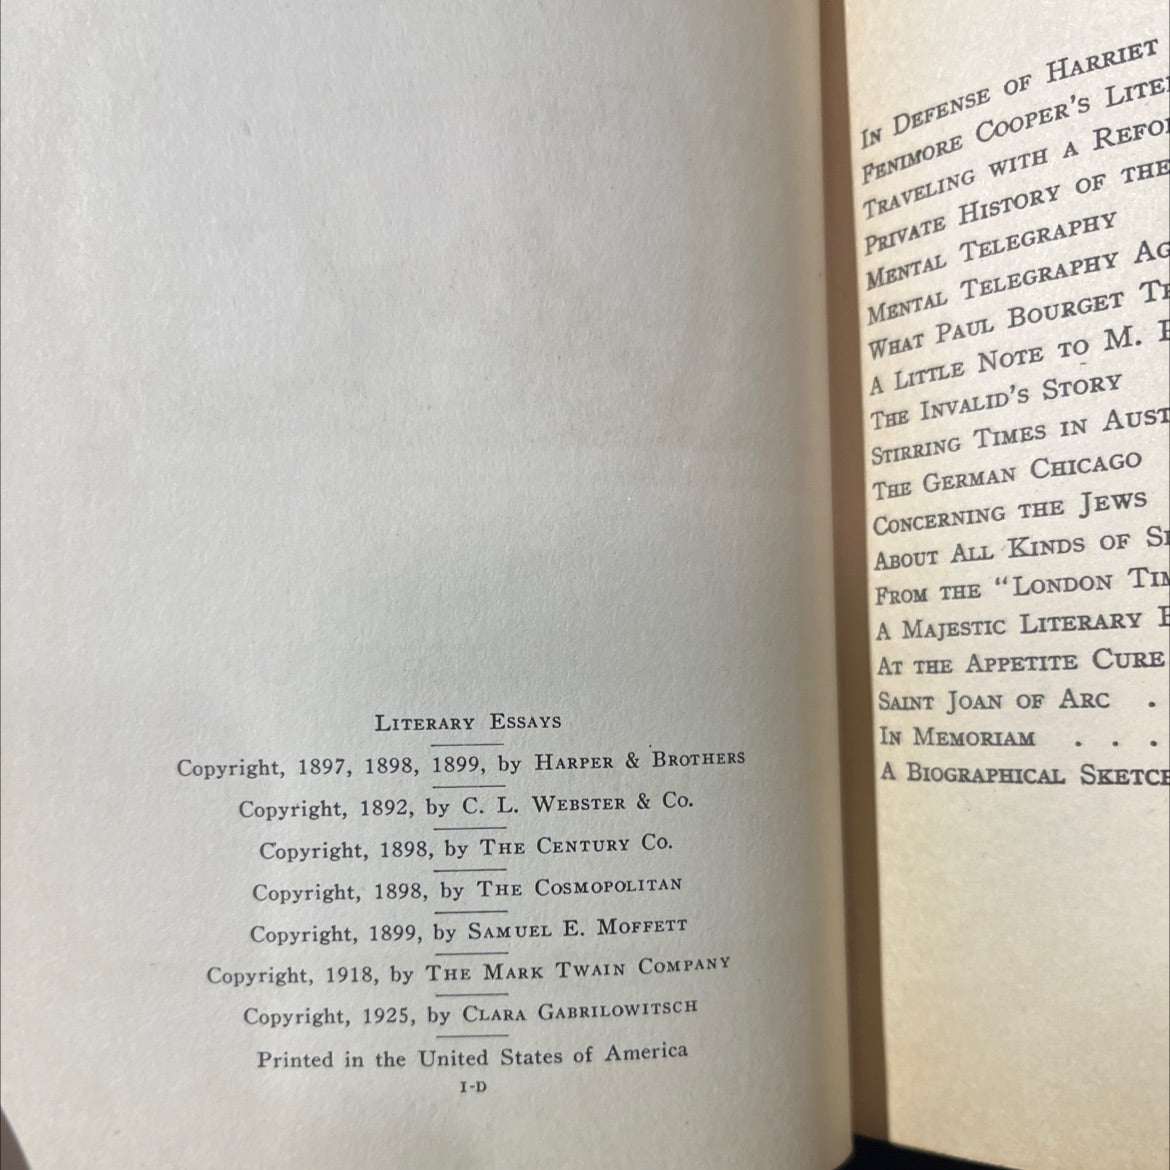 Literary Essays
Copyright, 1897, 1898, 1899, by Harper & Brothers
Copyright, 1892, by C. L. Webster & Co.
Copyright, 1898, by The Century Co.
Copyright, 1898, by The Cosmopolitan
Copyright, 1899, by Samuel E. Moffett
Copyright, 1918, by The Mark Twain Company
Copyright, 1925, by Clara Gabrilowitsch
Printed in the United States of America
I-D
In Defense of Harriet
Fenimore Cooper's
Traveling with a
Private History of the
Mental Telegraphy
Mental Telegraphy
What Paul Bourget
A Little Note to M.
The Invalid's Story
Stirring Times in
The German Chicago
Concerning the Jews
About All Kinds of
From the "London
A Majestic Literary
At the Appetite Cure
Saint Joan of Arc .
In Memoriam . . .
A Biographical